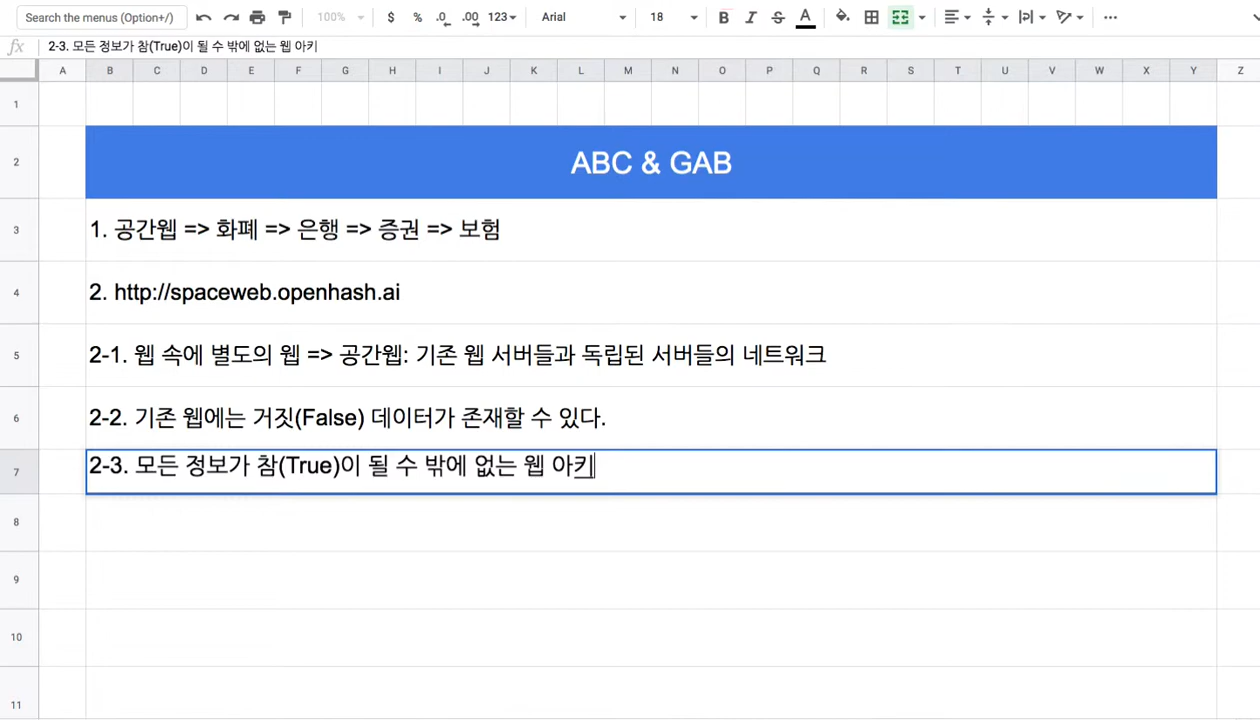 Search the menus (Option+/) 100% $ % .0 .00 123 Arial 18 B I S A
fx 2-3. 모든 정보가 참(True)이 될 수 밖에 없는 웹 아키
A B C D E F G H I J K L M N O P Q R S T U V W X Y Z
1
2 ABC & GAB
3 1. 공간웹 => 화폐 => 은행 => 증권 => 보험
4 2. http://spaceweb.openhash.ai
5 2-1. 웹 속에 별도의 웹 => 공간웹: 기존 웹 서버들과 독립된 서버들의 네트워크
6 2-2. 기존 웹에는 거짓(False) 데이터가 존재할 수 있다.
7 2-3. 모든 정보가 참(True)이 될 수 밖에 없는 웹 아키
8
9
10
11